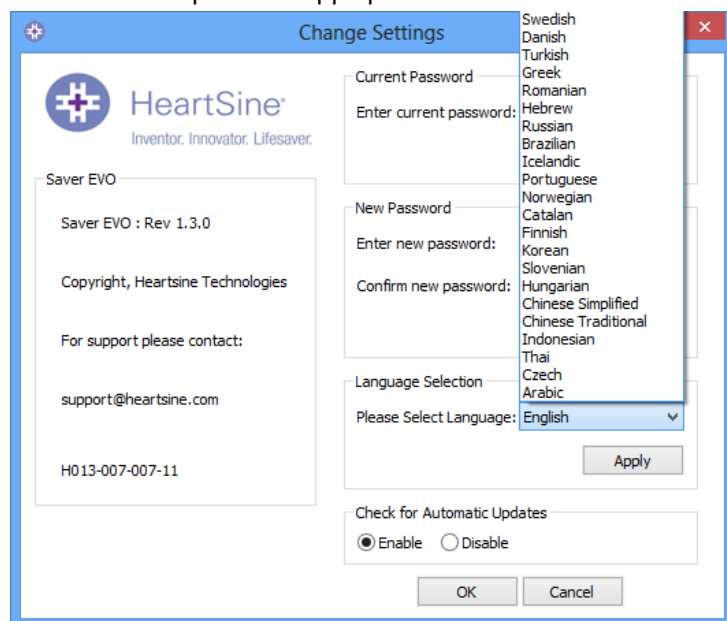 Change Settings
HeartSine
Inventor. Innovator. Lifesaver.
Saver EVO
Saver EVO : Rev 1.3.0
Copyright, Heartsine Technologies
For support please contact:
support@heartsine.com
H013-007-007-11
Current Password
Enter current password:
New Password
Enter new password:
Confirm new password:
Swedish
Danish
Turkish
Greek
Romanian
Hebrew
Russian
Brazilian
Icelandic
Portuguese
Norwegian
Catalan
Finnish
Korean
Slovenian
Hungarian
Chinese Simplified
Chinese Traditional
Indonesian
Thai
Czech
Arabic
Language Selection
Please Select Language: English
Apply
Check for Automatic Updates
Enable Disable
OK Cancel